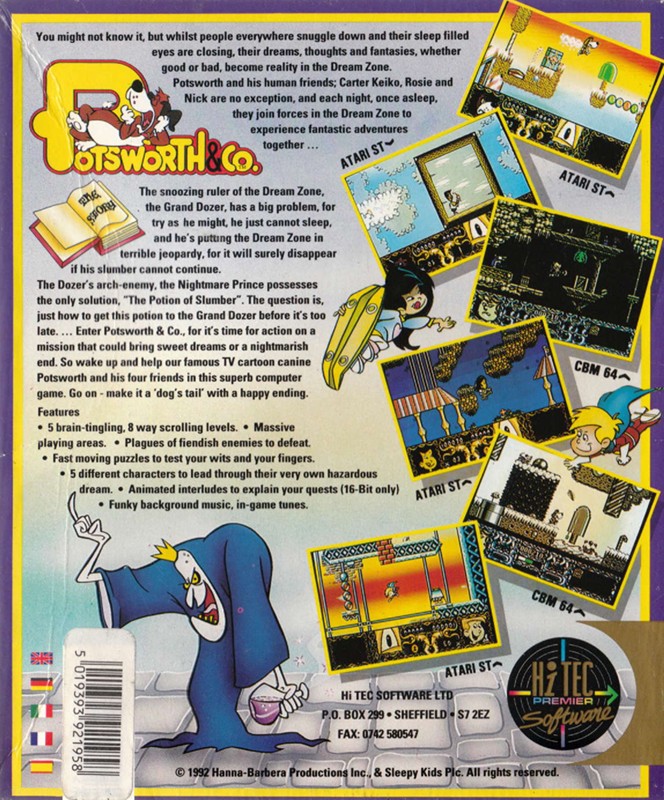 You might not know it, but whilst people everywhere snuggle down and their sleep filled
eyes are closing, their dreams, thoughts and fantasies, whether
good or bad, become reality in the Dream Zone.
Potsworth and his human friends; Carter Keiko, Rosie and
Nick are no exception, and each night, once asleep,
they join forces in the Dream Zone to
experience fantastic adventures
together ...
POTSWORTH & CO.
THE STORY
The snoozing ruler of the Dream Zone,
the Grand Dozer, has a big problem, for
try as he might, he just cannot sleep,
and he's putting the Dream Zone in
terrible jeopardy, for it will surely disappear
if his slumber cannot continue.
The Dozer's arch-enemy, the Nightmare Prince possesses
the only solution, "The Potion of Slumber". The question is,
just how to get this potion to the Grand Dozer before it's too
late. ... Enter Potsworth & Co., for it's time for action on a
mission that could bring sweet dreams or a nightmarish
end. So wake up and help our famous TV cartoon canine
Potsworth and his four friends in this superb computer
game. Go on - make it a 'dog's tail' with a happy ending.
Features
• 5 brain-tingling, 8 way scrolling levels. • Massive
playing areas. • Plagues of fiendish enemies to defeat.
• Fast moving puzzles to test your wits and your fingers.
• 5 different characters to lead through their very own hazardous
dream. • Animated interludes to explain your quests (16-Bit only)
• Funky background music, in-game tunes.
ATARI ST
ATARI ST
CBM 64
ATARI ST
CBM 64
ATARI ST
5 019393 921958
Hi TEC SOFTWARE LTD
P.O. BOX 299 • SHEFFIELD • S7 2EZ
FAX: 0742 580547
Hi TEC
PREMIER
Software
© 1992 Hanna-Barbera Productions Inc., & Sleepy Kids Plc. All rights reserved.